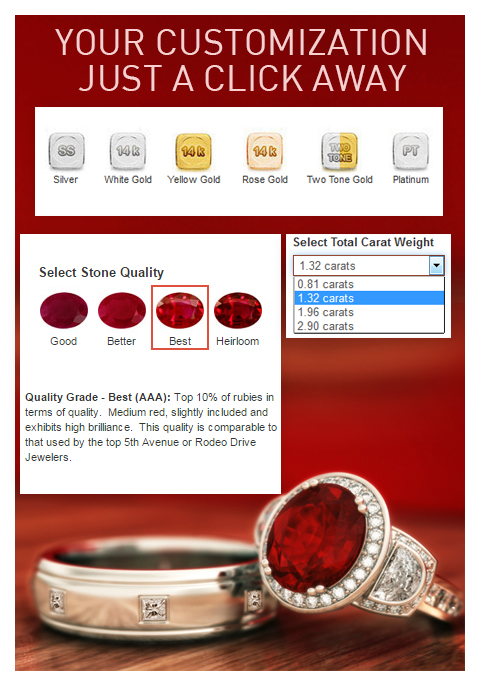 YOUR CUSTOMIZATION
JUST A CLICK AWAY
SS
14 k
14 k
14 k
TWO TONE
PT
Silver
White Gold
Yellow Gold
Rose Gold
Two Tone Gold
Platinum
Select Total Carat Weight
1.32 carats
0.81 carats
1.32 carats
1.96 carats
2.90 carats
Select Stone Quality
Good
Better
Best
Heirloom
Quality Grade - Best (AAA): Top 10% of rubies in
terms of quality. Medium red, slightly included and
exhibits high brilliance. This quality is comparable to
that used by the top 5th Avenue or Rodeo Drive
Jewelers.